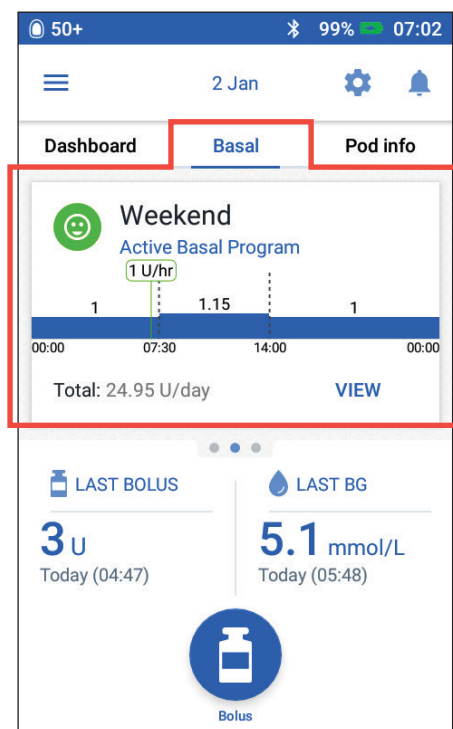 50+ 99% 07:02
2 Jan
Dashboard Basal Pod info
Weekend
Active Basal Program
1 U/hr
1 1.15 1
00:00 07:30 14:00 00:00
Total: 24.95 U/day VIEW
LAST BOLUS LAST BG
3 U 5.1 mmol/L
Today (04:47) Today (05:48)
Bolus